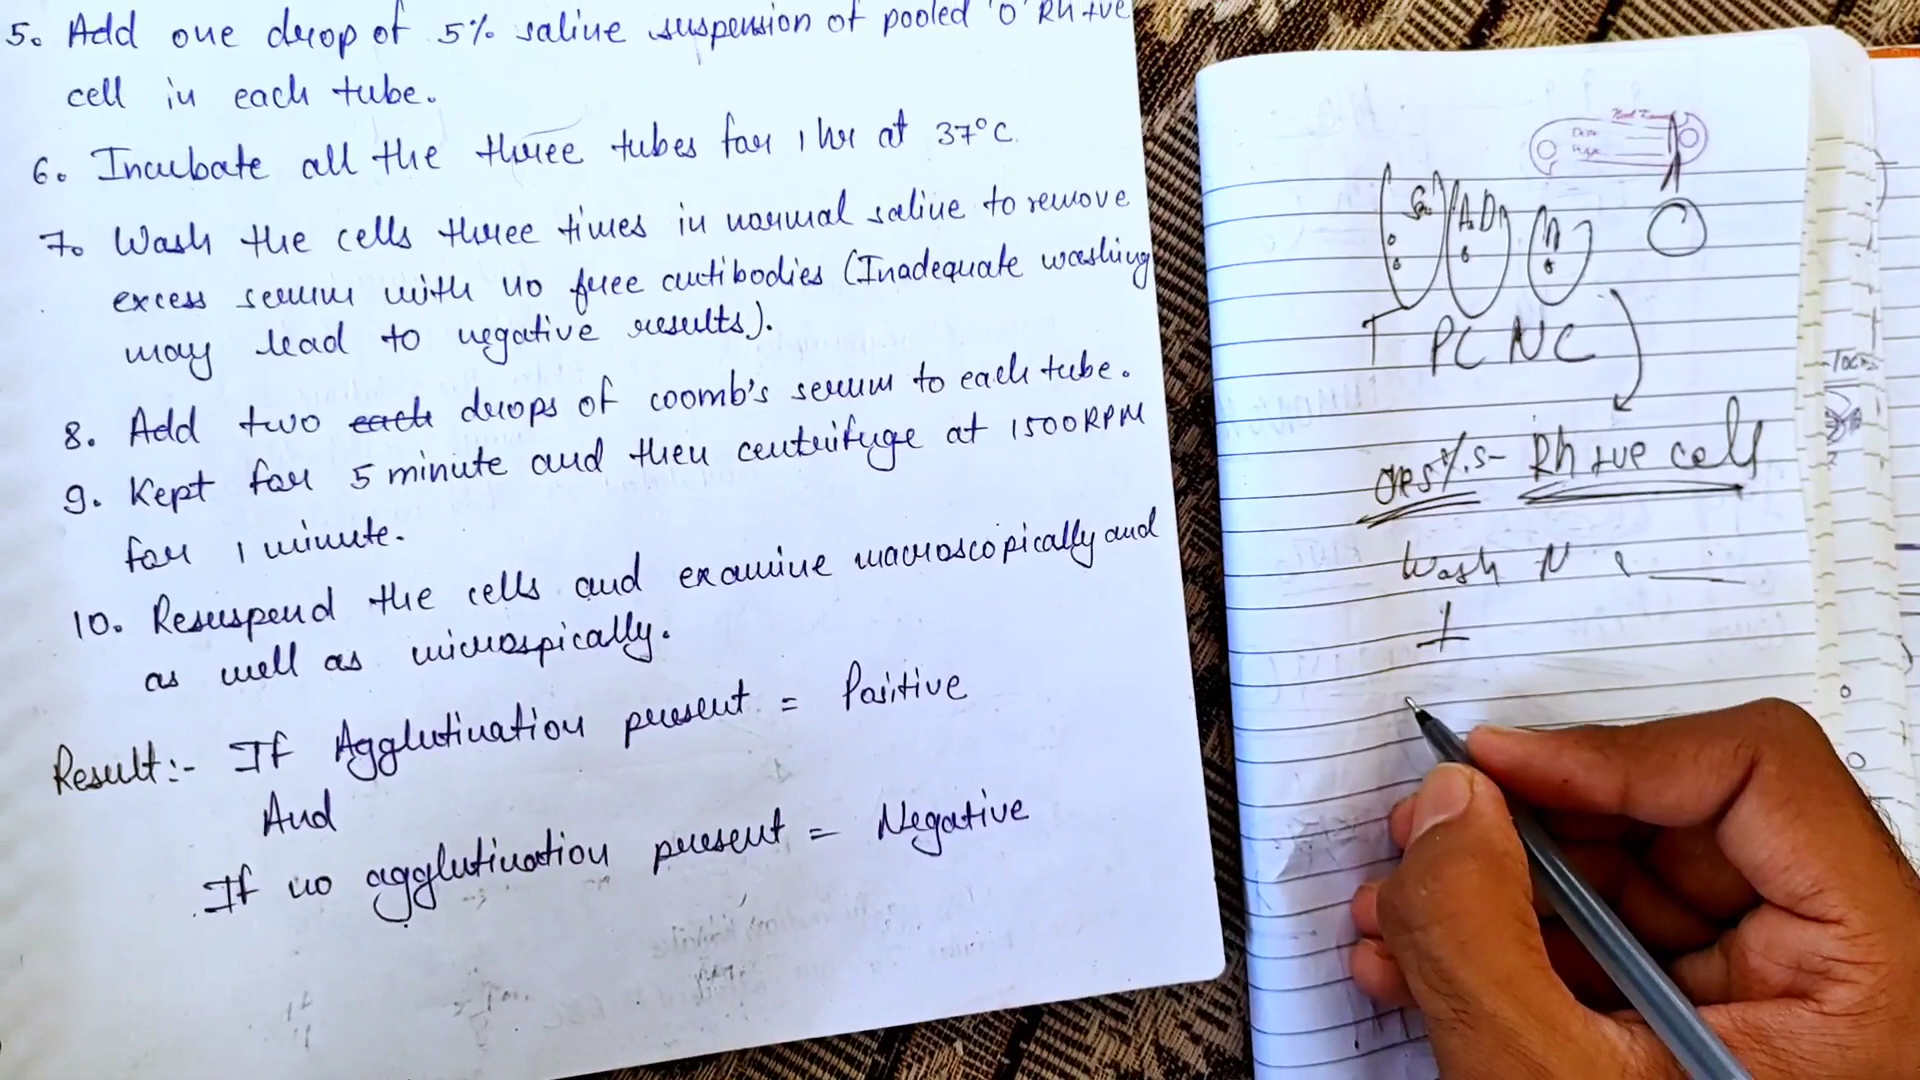 5. Add one drop of 5% saline suspension of pooled 'O' Rh +ve
cell in each tube.
6. Incubate all the three tubes for 1 hr at 37°C.
7. Wash the cells three times in normal saline to remove
excess serum with no free antibodies (Inadequate washing
may lead to negative results).
8. Add two each drops of coomb's serum to each tube.
9. Kept for 5 minute and then centrifuge at 1500RPM
for 1 minute.
10. Resuspend the cells and examine macroscopically and
as well as microspically.
Result:- If Agglutination present = Positive
And
If no agglutination present = Negative
T PC NC
Rh +ve cell
Wash N